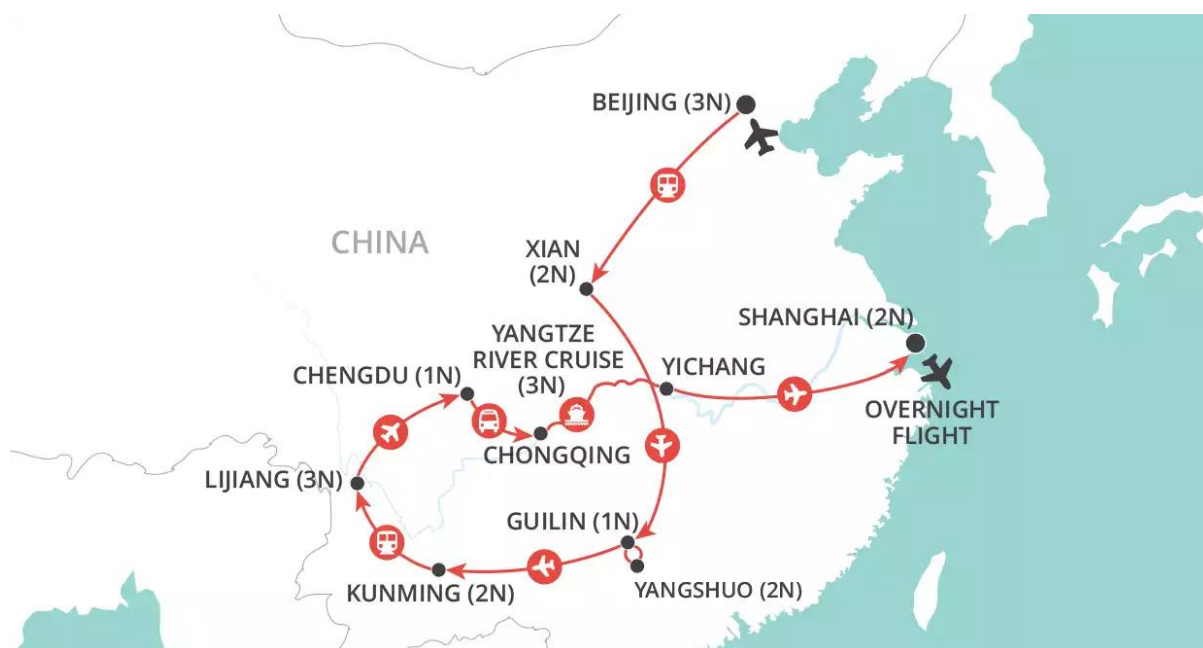 BEIJING (3N)
CHINA
XIAN
(2N)
SHANGHAI (2N)
YANGTZE
RIVER CRUISE
(3N)
YICHANG
CHENGDU (1N)
OVERNIGHT
FLIGHT
CHONGQING
LIJIANG (3N)
GUILIN (1N)
KUNMING (2N)
YANGSHUO (2N)